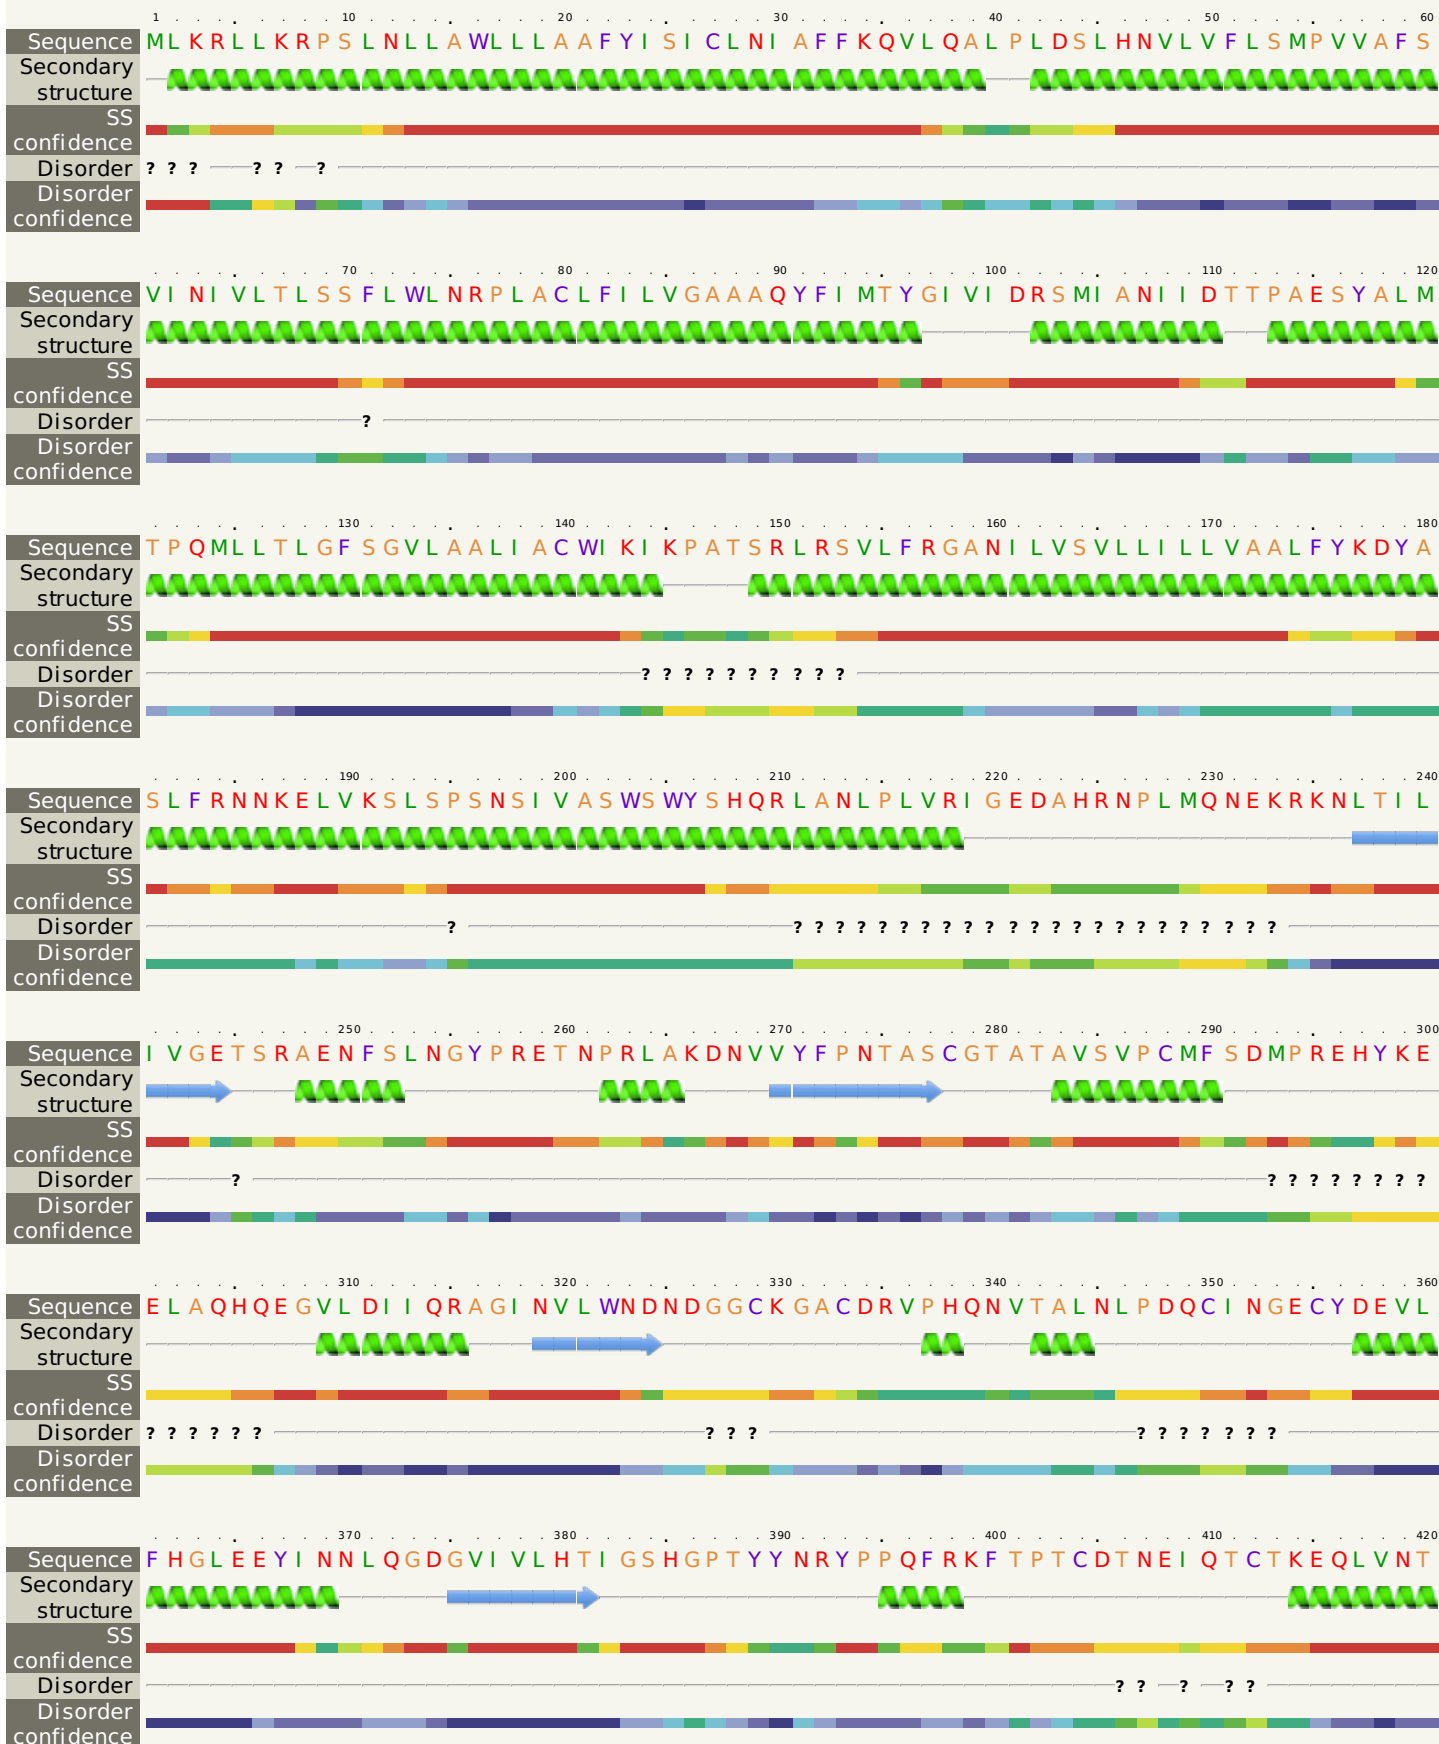 1 10 20 30 40 50 60
Sequence MLKRLLKRPSLNLLAWLLLAAFYISICLNIAFFKQVLQALPLDSLHNVLVFLSMPVVAFS
Secondary
structure
SS
confidence
Disorder ? ? ? ? ? ?
Disorder
confidence
70 80 90 100 110 120
Sequence VINIVLTLSSFLWLNRPLACLFILVGAAAQYFIMTYGIVIDRSMIANIIDTTPAESYALM
Secondary
structure
SS
confidence
Disorder ?
Disorder
confidence
130 140 150 160 170 180
Sequence TPQMLLTLGFSGVLAALIACWIKIKPATSRLRSVLFRGANILVSVLLILLVAALFYKDYA
Secondary
structure
SS
confidence
Disorder ? ? ? ? ? ? ? ? ? ?
Disorder
confidence
190 200 210 220 230 240
Sequence SLFRNNKELVKSLSPSNSIVASWSWYSHQRLANLPLVRIGEDAHRNPLMQNEKRKNLTIL
Secondary
structure
SS
confidence
Disorder ? ? ? ? ? ? ? ? ? ? ? ? ? ? ? ? ? ? ? ? ? ? ? ?
Disorder
confidence
250 260 270 280 290 300
Sequence IVGETSRAENFSLNGYPRETNPRLAKDNVVYFPNTASCGTATAVSVPCMFSDMPREHYKE
Secondary
structure
SS
confidence
Disorder ? ? ? ? ? ? ? ? ?
Disorder
confidence
310 320 330 340 350 360
Sequence ELAQHQEGVLDIIQRAGINVLWNDNDGGCKGACDRVPHQNVTALNLPDQCINGECYDEVL
Secondary
structure
SS
confidence
Disorder ? ? ? ? ? ? ? ? ? ? ? ? ? ? ? ?
Disorder
confidence
370 380 390 400 410 420
Sequence FHGLEEYINNLQGDGVIVLHTIGSHGPTYYNRYPPQFRKFTPTCDTNEIQTCTKEQLVNT
Secondary
structure
SS
confidence
Disorder ? ? ? ? ?
Disorder
confidence